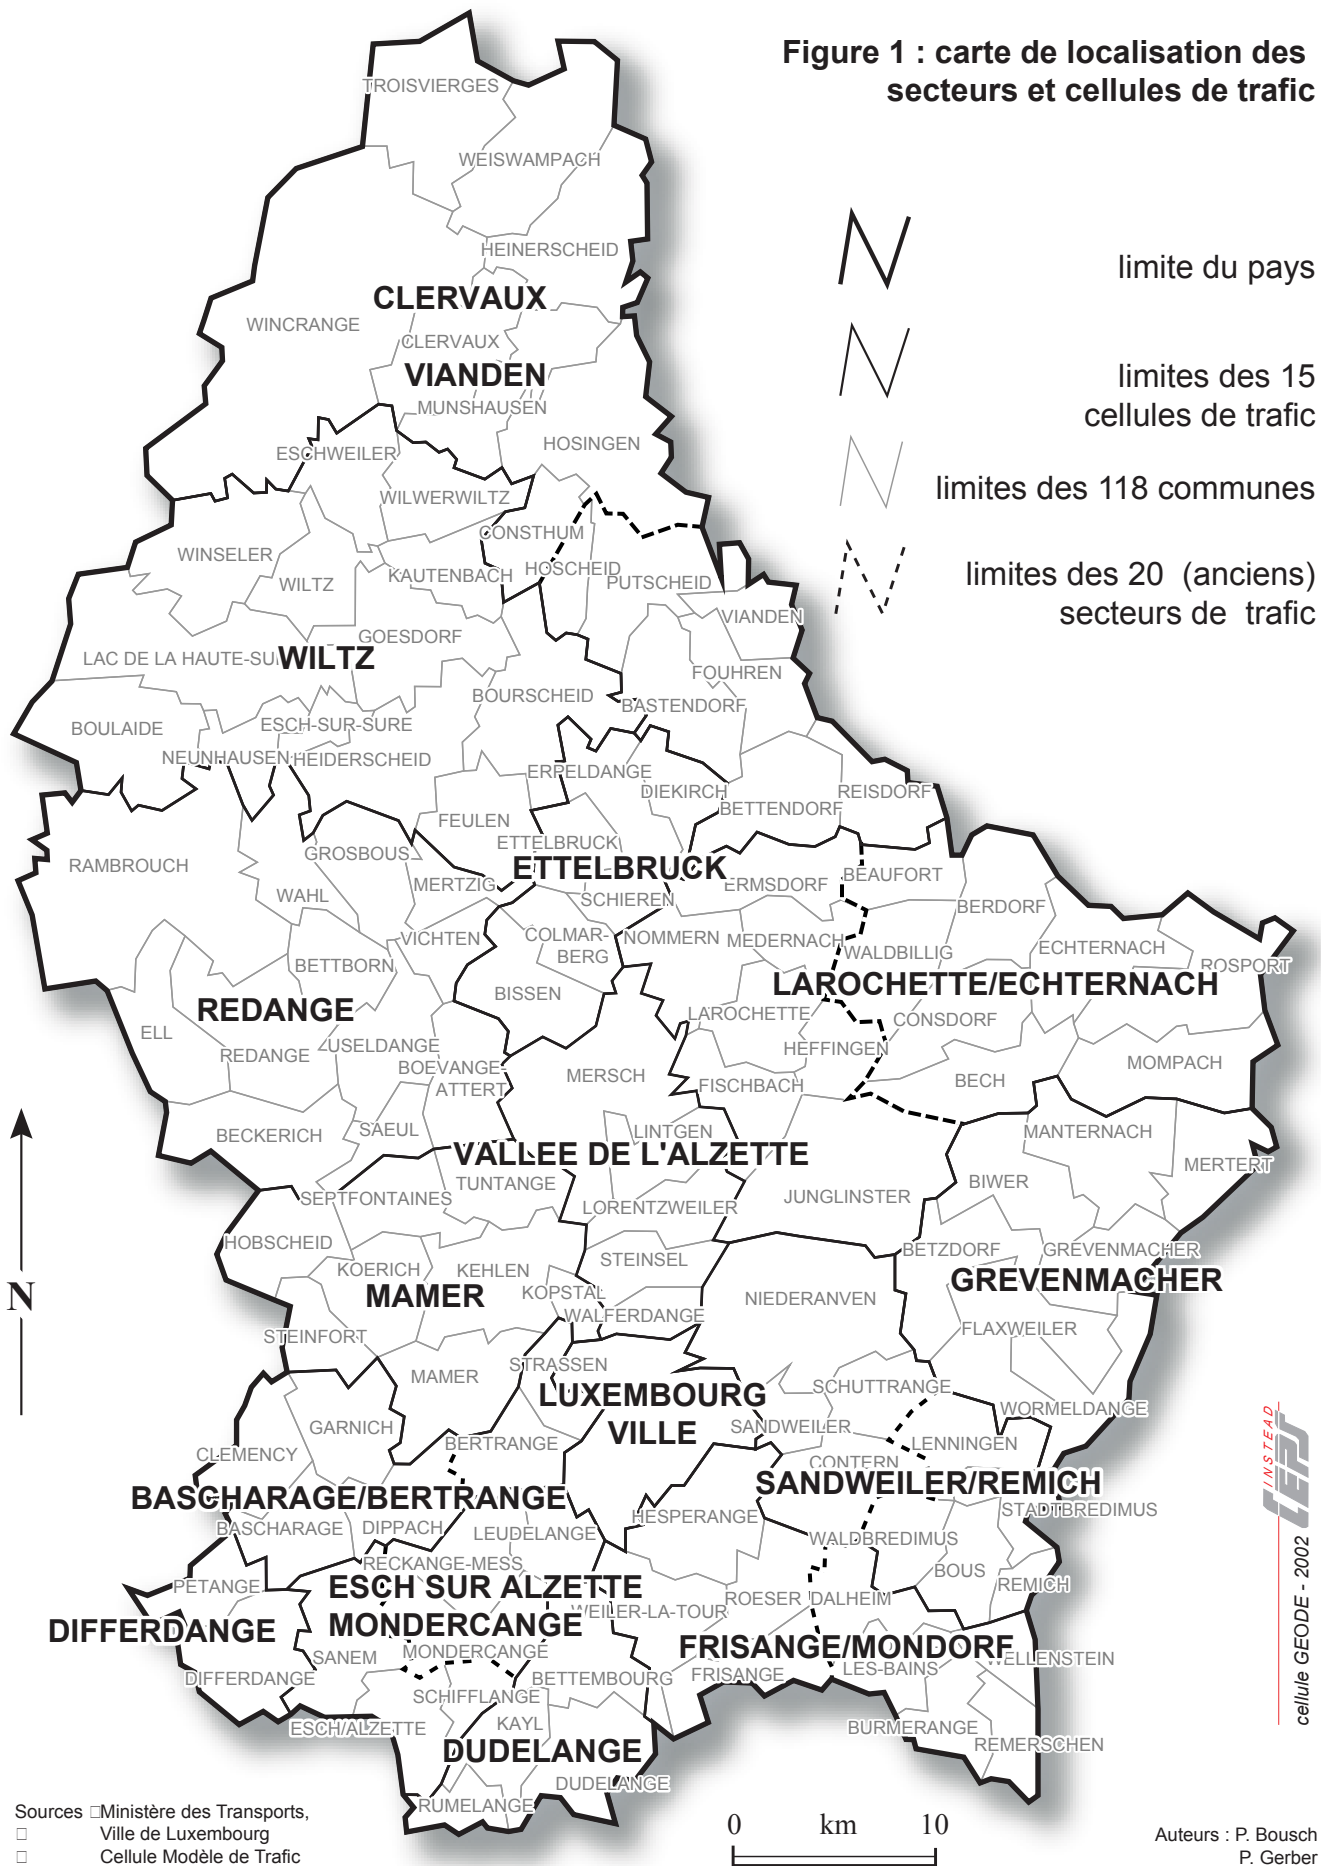 Figure 1 : carte de localisation des
secteurs et cellules de trafic
limite du pays
limites des 15
cellules de trafic
limites des 118 communes
limites des 20 (anciens)
secteurs de trafic
TROISVIERGES
WEISWAMPACH
HEINERSCHEID
CLERVAUX
WINCRANGE
CLERVAUX
VIANDEN
MUNSHAUSEN
HOSINGEN
ESCHWEILER
WILWERWILTZ
CONSTHUM
WINSELER
WILTZ
KAUTENBACH
HOSCHEID
PUTSCHEID
VIANDEN
GOESDORF
LAC DE LA HAUTE-SU
WILTZ
FOUHREN
BOURSCHEID
BASTENDORF
BOULAIDE
ESCH-SUR-SURE
NEUNHAUSEN
HEIDERSCHEID
ERPELDANGE
DIEKIRCH
BETTENDORF
REISDORF
FEULEN
ETTELBRUCK
RAMBROUCH
GROSBOUS
ETTELBRUCK
WAHL
MERTZIG
SCHIEREN
ERMSDORF
BEAUFORT
BERDORF
VICHTEN
COLMAR-
BERG
NOMMERN
MEDERNACH
WALDBILLIG
ECHTERNACH
ROSPORT
BETTBORN
LAROCHETTE/ECHTERNACH
REDANGE
BISSEN
LAROCHETTE
CONSDORF
ELL
REDANGE
USELDANGE
BOEVANGE-
ATTERT
MERSCH
HEFFINGEN
FISCHBACH
BECH
MOMPACH
BECKERICH
SAEUL
LINTGEN
MANTERNACH
VALLEE DE L'ALZETTE
MERTERT
SEPTFONTAINES
TUNTANGE
JUNGLINSTER
BIWER
LORENTZWEILER
HOBSCHEID
STEINSEL
BETZDORF
GREVENMACHER
KOERICH
KEHLEN
GREVENMACHER
MAMER
KOPSTAL
NIEDERANVEN
WALFERDANGE
STEINFORT
FLAXWEILER
MAMER
STRASSEN
SCHUTTRANGE
LUXEMBOURG
VILLE
WORMELDANGE
GARNICH
SANDWEILER
CLEMENCY
BERTRANGE
LENNINGEN
CONTERN
SANDWEILER/REMICH
BASCHARAGE/BERTRANGE
STADTBREDIMUS
HESPERANGE
BASCHARAGE
DIPPACH
LEUDELANGE
WALDBREDIMUS
RECKANGE-MESS
BOUS
PETANGE
ESCH SUR ALZETTE
REMICH
ROESER
DALHEIM
WEILER-LA-TOUR
MONDERCANGE
DIFFERDANGE
FRISANGE/MONDORF
SANEM
MONDERCANGE
WELLENSTEIN
DIFFERDANGE
BETTEMBOURG
FRISANGE
LES-BAINS
SCHIFFLANGE
ESCH/ALZETTE
KAYL
BURMERANGE
REMERSCHEN
DUDELANGE
DUDELANGE
RUMELANGE
N
INSTEAD
CEPS
cellule GEODE - 2002
0 km 10
Sources Ministère des Transports,
Ville de Luxembourg
Cellule Modèle de Trafic
Auteurs : P. Bousch
P. Gerber